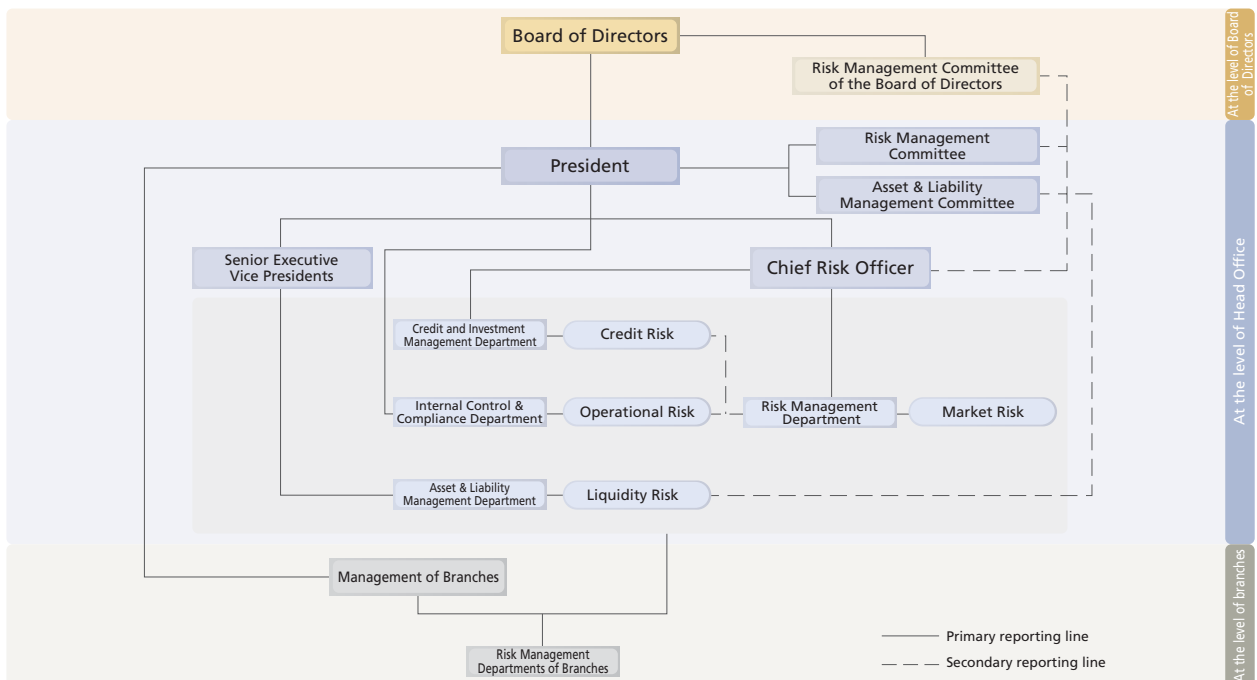 Board of Directors
Risk Management Committee
of the Board of Directors
At the level of Board
of Directors
President
Risk Management
Committee
Asset & Liability
Management Committee
Senior Executive
Vice Presidents
Chief Risk Officer
At the level of Head Office
Credit and Investment
Management Department
Credit Risk
Internal Control &
Compliance Department
Operational Risk
Risk Management
Department
Market Risk
Asset & Liability
Management Department
Liquidity Risk
Management of Branches
Risk Management
Departments of Branches
Primary reporting line
Secondary reporting line
At the level of branches